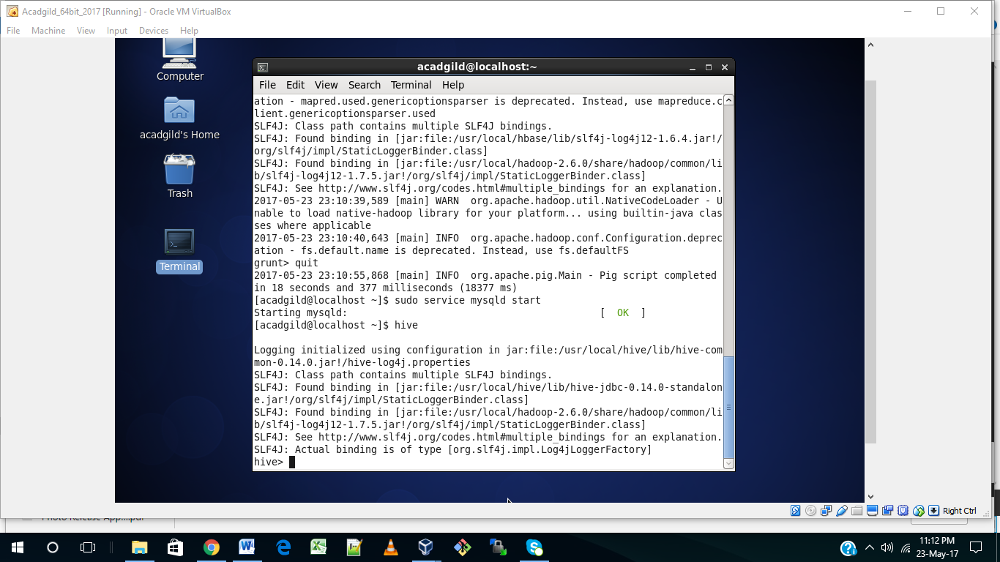 Acadgild_64bit_2017 [Running] - Oracle VM VirtualBox
File Machine View Input Devices Help
Computer
acadgild's Home
Trash
Terminal
acadgild@localhost:~
File Edit View Search Terminal Help
ation - mapred.used.genericoptionsparser is deprecated. Instead, use mapreduce.c
lient.genericoptionsparser.used
SLF4J: Class path contains multiple SLF4J bindings.
SLF4J: Found binding in [jar:file:/usr/local/hbase/lib/slf4j-log4j12-1.6.4.jar!/
org/slf4j/impl/StaticLoggerBinder.class]
SLF4J: Found binding in [jar:file:/usr/local/hadoop-2.6.0/share/hadoop/common/li
b/slf4j-log4j12-1.7.5.jar!/org/slf4j/impl/StaticLoggerBinder.class]
SLF4J: See http://www.slf4j.org/codes.html#multiple_bindings for an explanation.
2017-05-23 23:10:39,589 [main] WARN  org.apache.hadoop.util.NativeCodeLoader - U
nable to load native-hadoop library for your platform... using builtin-java clas
ses where applicable
2017-05-23 23:10:40,643 [main] INFO  org.apache.hadoop.conf.Configuration.deprec
ation - fs.default.name is deprecated. Instead, use fs.defaultFS
grunt> quit
2017-05-23 23:10:55,868 [main] INFO  org.apache.pig.Main - Pig script completed
in 18 seconds and 377 milliseconds (18377 ms)
[acadgild@localhost ~]$ sudo service mysqld start
Starting mysqld:                                           [  OK  ]
[acadgild@localhost ~]$ hive
Logging initialized using configuration in jar:file:/usr/local/hive/lib/hive-com
mon-0.14.0.jar!/hive-log4j.properties
SLF4J: Class path contains multiple SLF4J bindings.
SLF4J: Found binding in [jar:file:/usr/local/hive/lib/hive-jdbc-0.14.0-standalon
e.jar!/org/slf4j/impl/StaticLoggerBinder.class]
SLF4J: Found binding in [jar:file:/usr/local/hadoop-2.6.0/share/hadoop/common/li
b/slf4j-log4j12-1.7.5.jar!/org/slf4j/impl/StaticLoggerBinder.class]
SLF4J: See http://www.slf4j.org/codes.html#multiple_bindings for an explanation.
SLF4J: Actual binding is of type [org.slf4j.impl.Log4jLoggerFactory]
hive>
Right Ctrl
11:12 PM
23-May-17